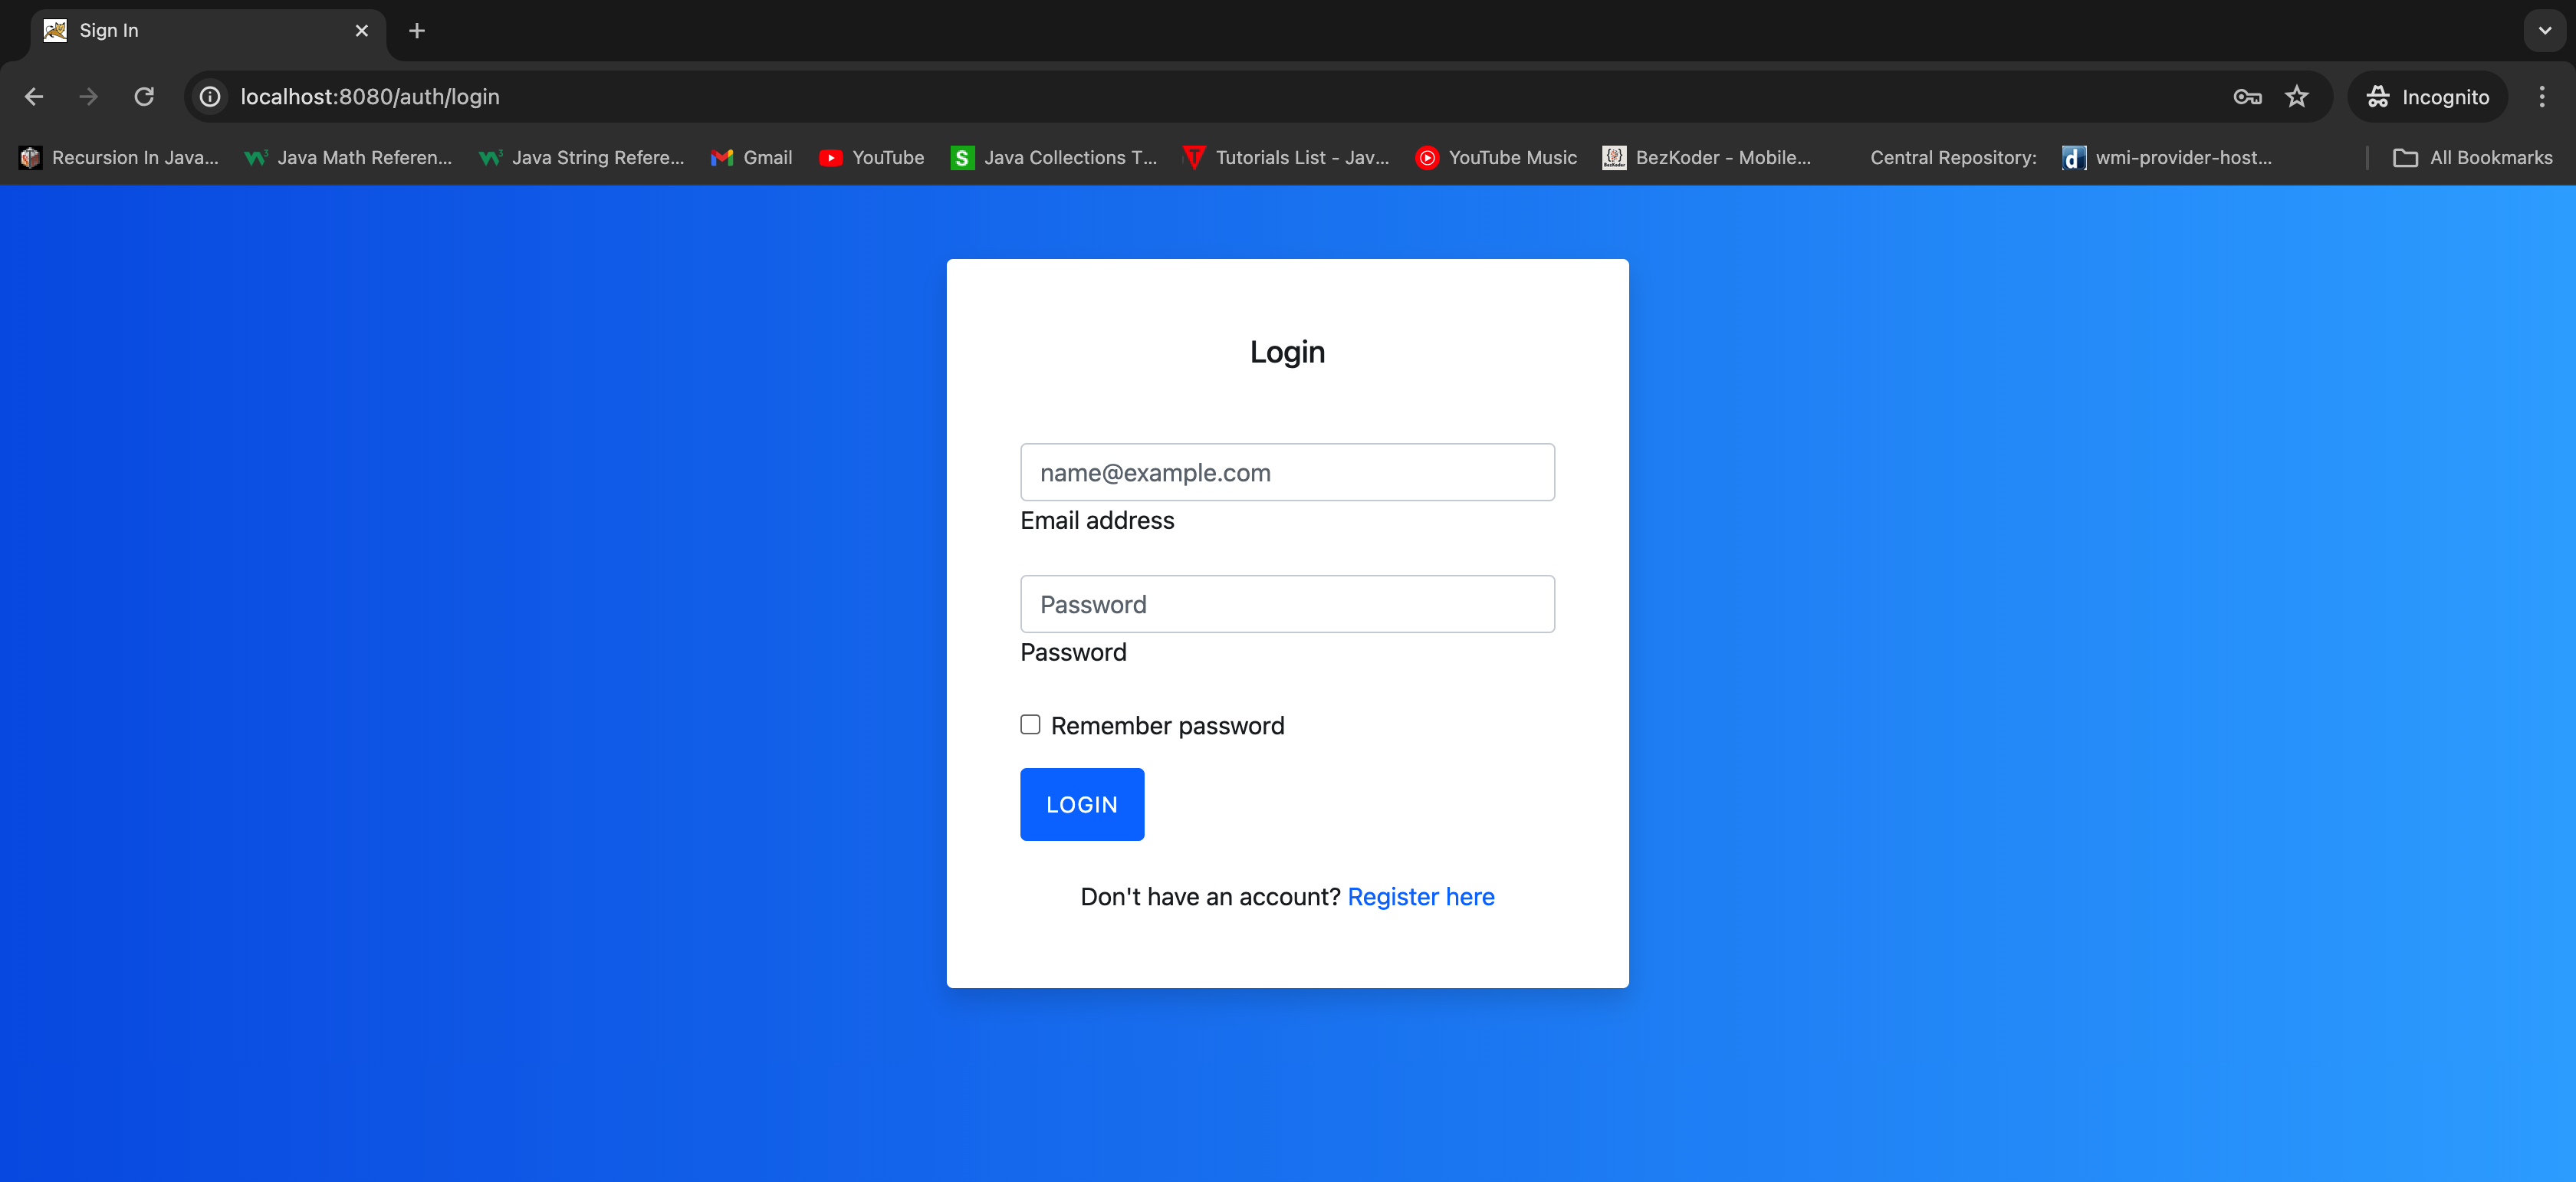 Sign In
localhost:8080/auth/login
Incognito
Recursion In Java...
Java Math Referen...
Java String Refere...
Gmail
YouTube
Java Collections T...
Tutorials List - Jav...
YouTube Music
BezKoder - Mobile...
Central Repository:
wmi-provider-host...
All Bookmarks
Login
name@example.com
Email address
Password
Password
Remember password
LOGIN
Don't have an account? Register here